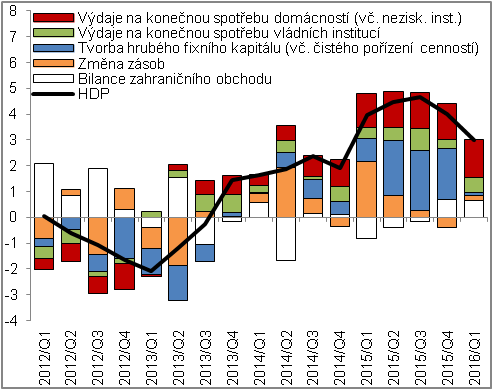 Výdaje na konečnou spotřebu domácností (vč. nezisk. inst.)
Výdaje na konečnou spotřebu vládních institucí
Tvorba hrubého fixního kapitálu (vč. čistého pořízení cenností)
Změna zásob
Bilance zahraničního obchodu
HDP
8
7
6
5
4
3
2
1
0
-1
-2
-3
-4
2012/Q1
2012/Q2
2012/Q3
2012/Q4
2013/Q1
2013/Q2
2013/Q3
2013/Q4
2014/Q1
2014/Q2
2014/Q3
2014/Q4
2015/Q1
2015/Q2
2015/Q3
2015/Q4
2016/Q1